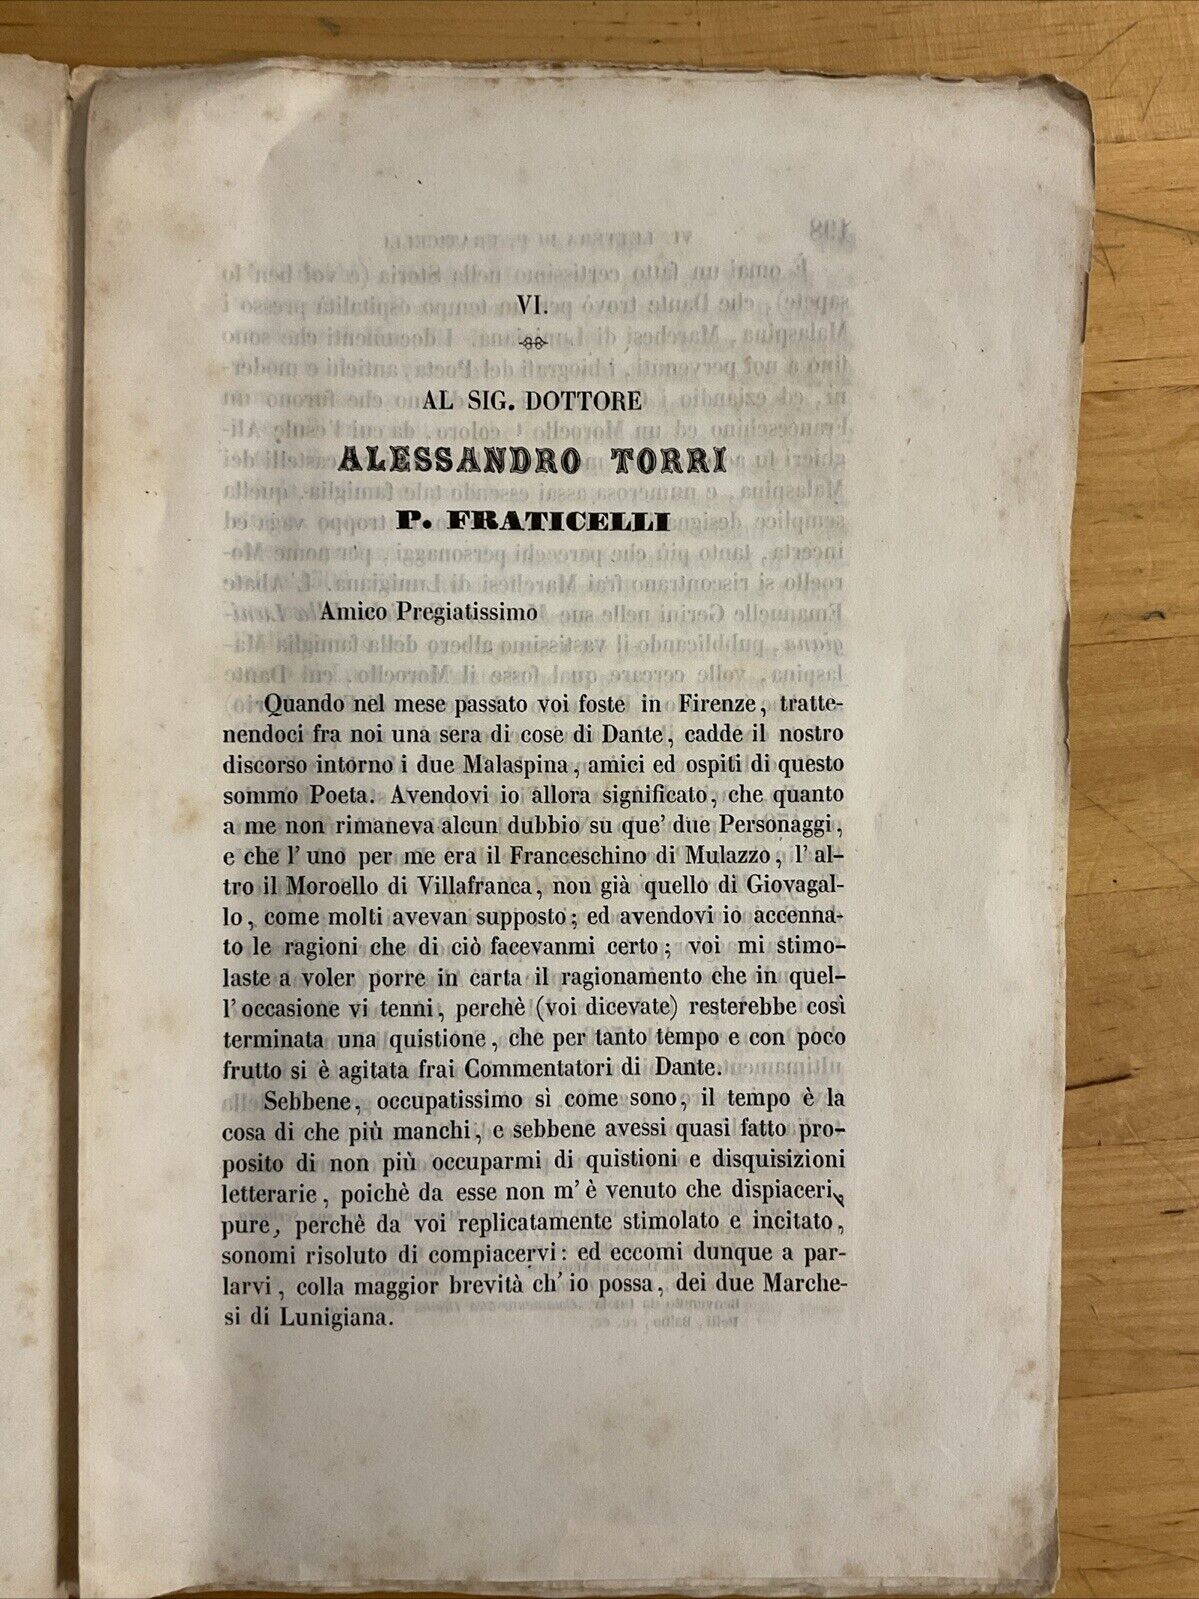 VI.
AL SIG. DOTTORE
ALESSANDRO TORRI
P. FRATICELLI
Amico Pregiatissimo
Quando nel mese passato voi foste in Firenze, tratte-
nendoci fra noi una sera di cose di Dante, cadde il nostro
discorso intorno i due Malaspina, amici ed ospiti di questo
sommo Poeta. Avendovi io allora significato, che quanto
a me non rimaneva alcun dubbio su que' due Personaggi,
e che l'uno per me era il Franceschino di Mulazzo, l'al-
tro il Moroello di Villafranca, non già quello di Giovagal-
lo, come molti avevan supposto; ed avendovi io accenna-
to le ragioni che di ciò facevanmi certo; voi mi stimo-
laste a voler porre in carta il ragionamento che in quel-
l'occasione vi tenni, perchè (voi dicevate) resterebbe così
terminata una quistione, che per tanto tempo e con poco
frutto si è agitata frai Commentatori di Dante.
Sebbene, occupatissimo sì come sono, il tempo è la
cosa di che più manchi, e sebbene avessi quasi fatto pro-
posito di non più occuparmi di quistioni e disquisizioni
letterarie, poichè da esse non m'è venuto che dispiaceri,
pure, perchè da voi replicatamente stimolato e incitato,
sonomi risoluto di compiacervi: ed eccomi dunque a par-
larvi, colla maggior brevità ch'io possa, dei due Marche-
si di Lunigiana.